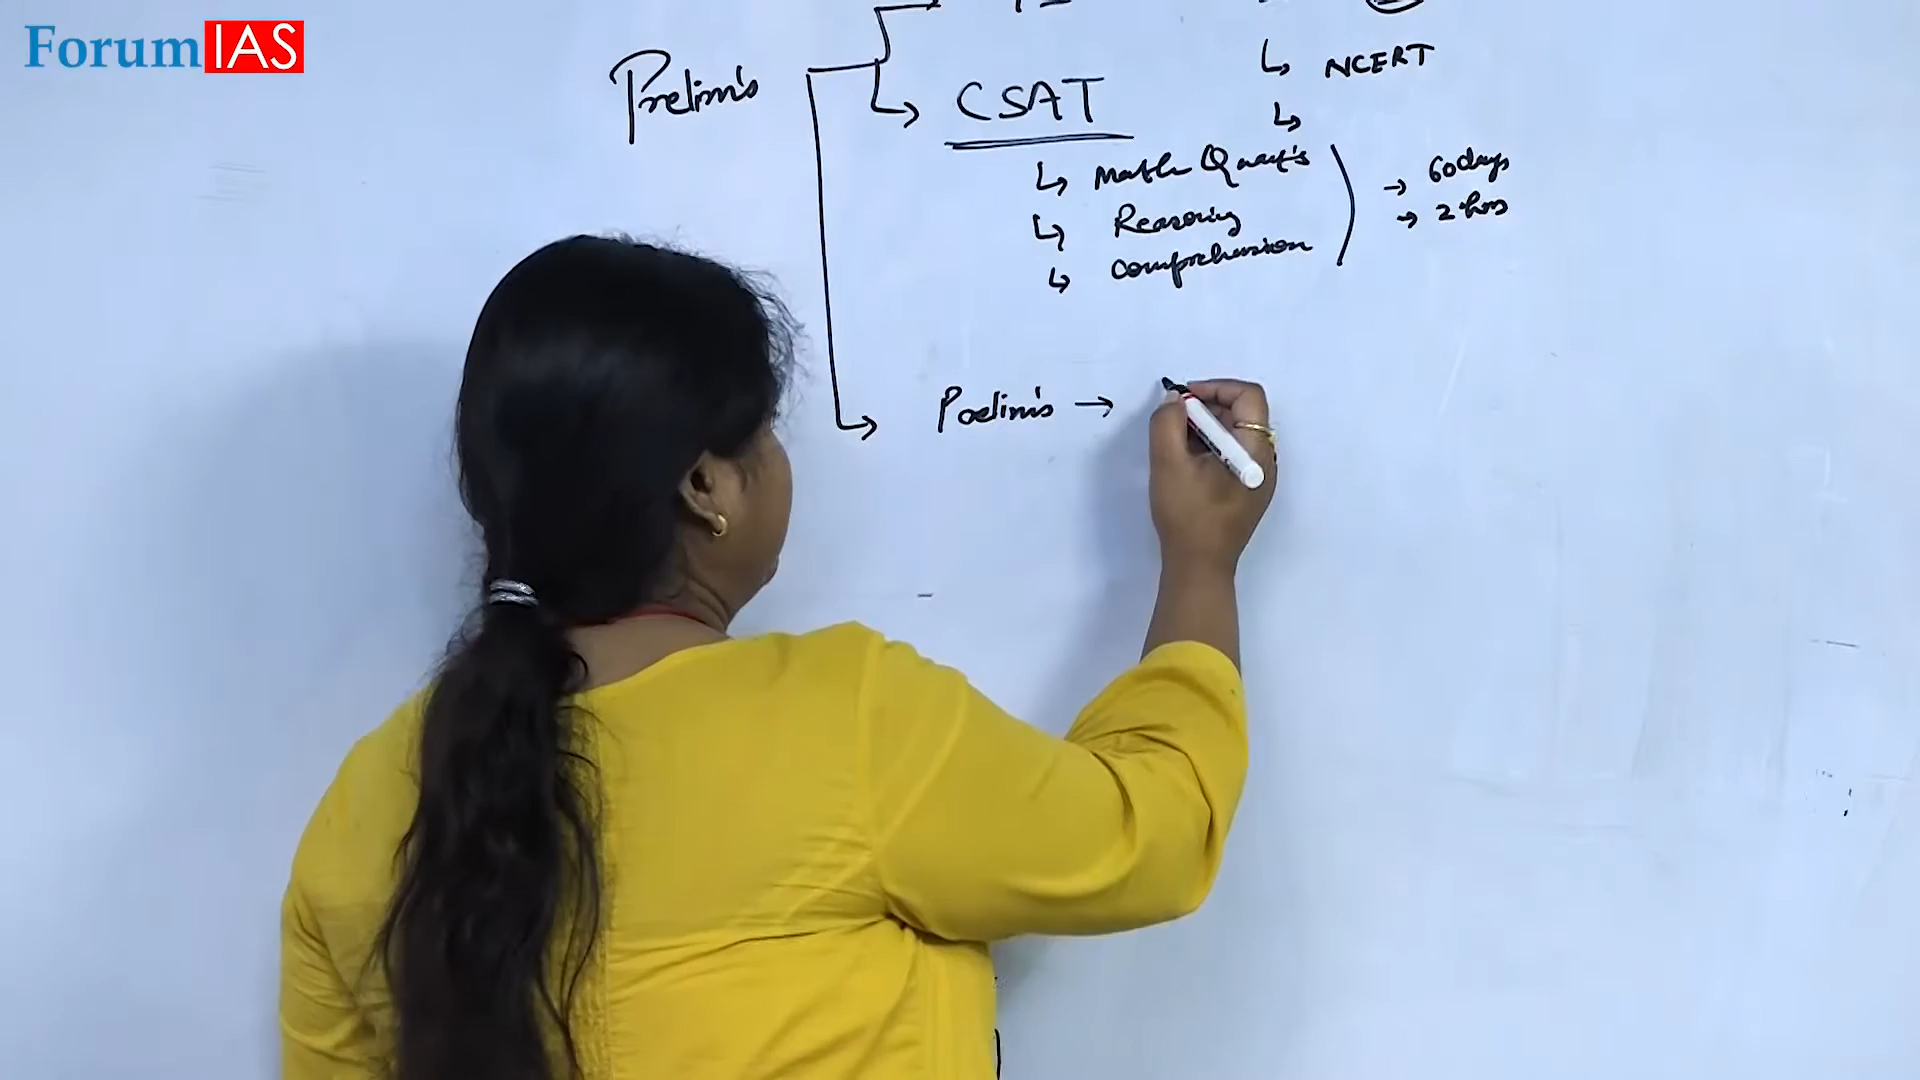 ForumIAS
NCERT
Prelims
CSAT
Math Quant's
Reasoning
Comprehension
60 days
2 hrs
Prelims